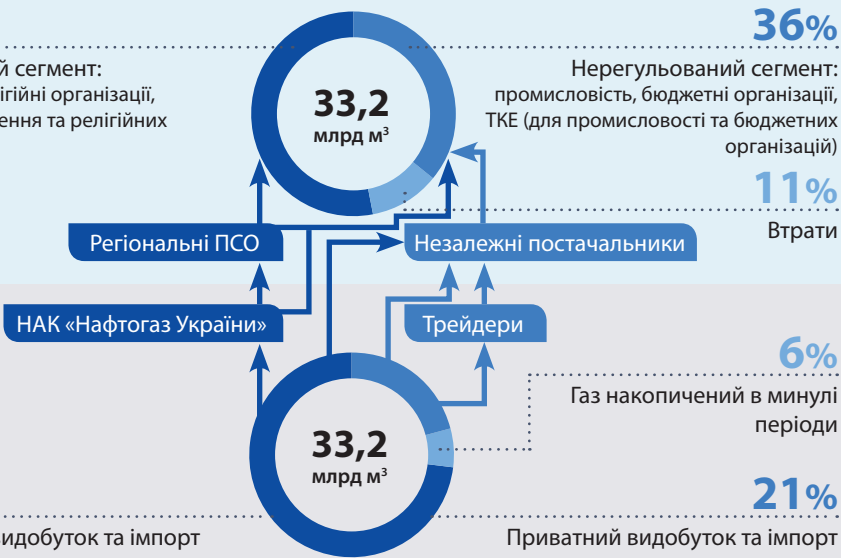 36%
й сегмент:
ігійні організації,
ення та релігійних
33,2
млрд м³
Нерегульований сегмент:
промисловість, бюджетні організації,
ТКЕ (для промисловості та бюджетних
організацій)
11%
Втрати
Регіональні ПСО
Незалежні постачальники
НАК «Нафтогаз України»
Трейдери
6%
Газ накопичений в минулі
періоди
33,2
млрд м³
21%
видобуток та імпорт
Приватний видобуток та імпорт